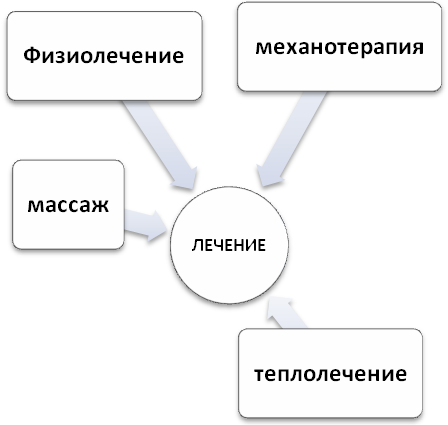 Физиолечение
механотерапия
массаж
ЛЕЧЕНИЕ
теплолечение